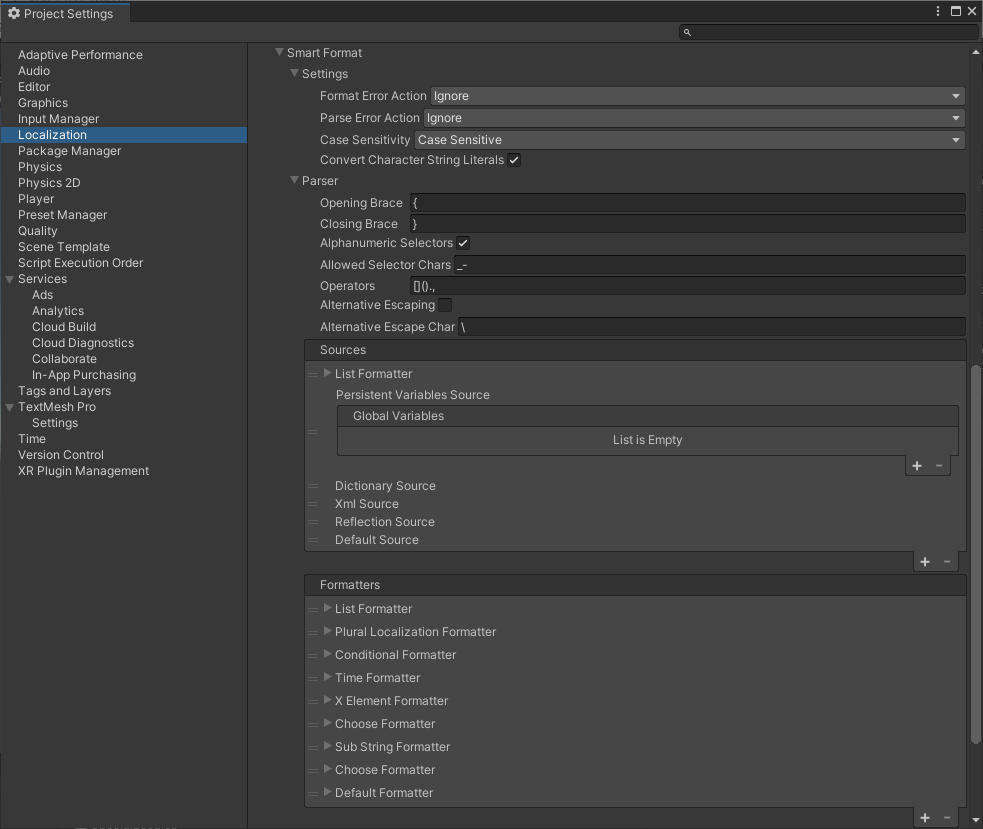 Project Settings
Adaptive Performance
Audio
Editor
Graphics
Input Manager
Localization
Package Manager
Physics
Physics 2D
Player
Preset Manager
Quality
Scene Template
Script Execution Order
Services
Ads
Analytics
Cloud Build
Cloud Diagnostics
Collaborate
In-App Purchasing
Tags and Layers
TextMesh Pro
Settings
Time
Version Control
XR Plugin Management
Smart Format
Settings
Format Error Action Ignore
Parse Error Action Ignore
Case Sensitivity Case Sensitive
Convert Character String Literals
Parser
Opening Brace {
Closing Brace }
Alphanumeric Selectors
Allowed Selector Chars _-
Operators []().,
Alternative Escaping
Alternative Escape Char \
Sources
List Formatter
Persistent Variables Source
Global Variables
List is Empty
+ −
Dictionary Source
Xml Source
Reflection Source
Default Source
+ −
Formatters
List Formatter
Plural Localization Formatter
Conditional Formatter
Time Formatter
X Element Formatter
Choose Formatter
Sub String Formatter
Choose Formatter
Default Formatter
+ −